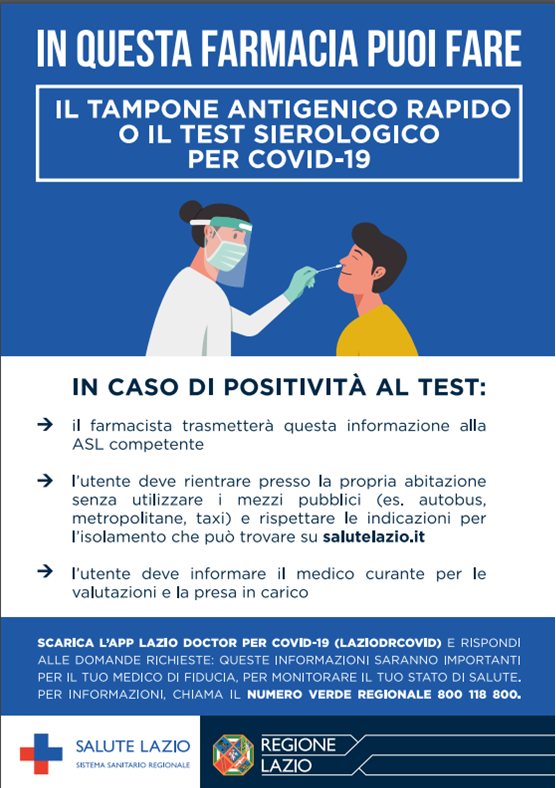 IN QUESTA FARMACIA PUOI FARE
IL TAMPONE ANTIGENICO RAPIDO
O IL TEST SIEROLOGICO
PER COVID-19
IN CASO DI POSITIVITÀ AL TEST:
→ il farmacista trasmetterà questa informazione alla
ASL competente
→ l'utente deve rientrare presso la propria abitazione
senza utilizzare i mezzi pubblici (es. autobus,
metropolitane, taxi) e rispettare le indicazioni per
l'isolamento che può trovare su salutelazio.it
→ l'utente deve informare il medico curante per le
valutazioni e la presa in carico
SCARICA L'APP LAZIO DOCTOR PER COVID-19 (LAZIODRCOVID) E RISPONDI
ALLE DOMANDE RICHIESTE: QUESTE INFORMAZIONI SARANNO IMPORTANTI
PER IL TUO MEDICO DI FIDUCIA, PER MONITORARE IL TUO STATO DI SALUTE.
PER INFORMAZIONI, CHIAMA IL NUMERO VERDE REGIONALE 800 118 800.
SALUTE LAZIO
SISTEMA SANITARIO REGIONALE
REGIONE
LAZIO